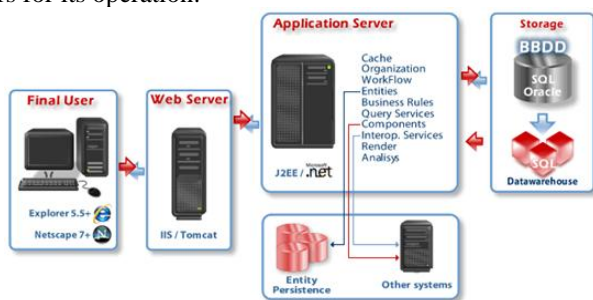 rs for its operation.
Application Server
Storage
Cache
Organization
WorkFlow
Entities
Business Rules
Query Services
Components
Interop. Services
Render
Analisys
BBDD
SQL
Oracle
Final User
Web Server
J2EE / Microsoft .net
SQL
Datawarehouse
Explorer 5.5+
Netscape 7+
IIS / Tomcat
Entity
Persistence
Other systems